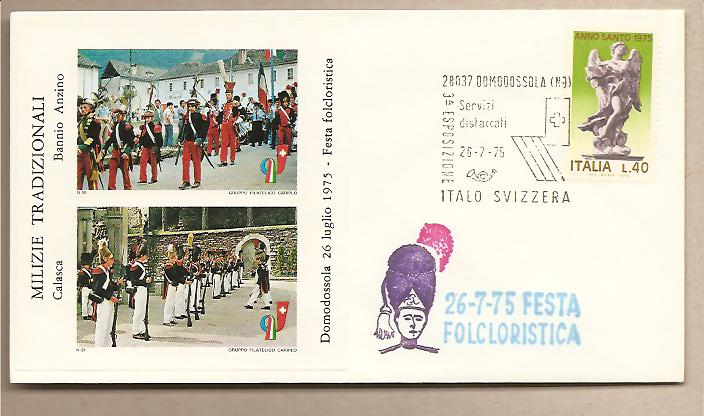 MILIZIE TRADIZIONALI
Calasca Bannio Anzino
N.50 GRUPPO FILATELICO CARIPLO
N.51 GRUPPO FILATELICO CARIPLO
Domodossola 26 luglio 1975 - Festa folcloristica
28037 DOMODOSSOLA (NO)
3ª ESPOSIZIONE
Servizi
distaccati
26-7-75
ITALO SVIZZERA
ANNO SANTO 1975
ITALIA L.40
26-7-75 FESTA
FOLCLORISTICA